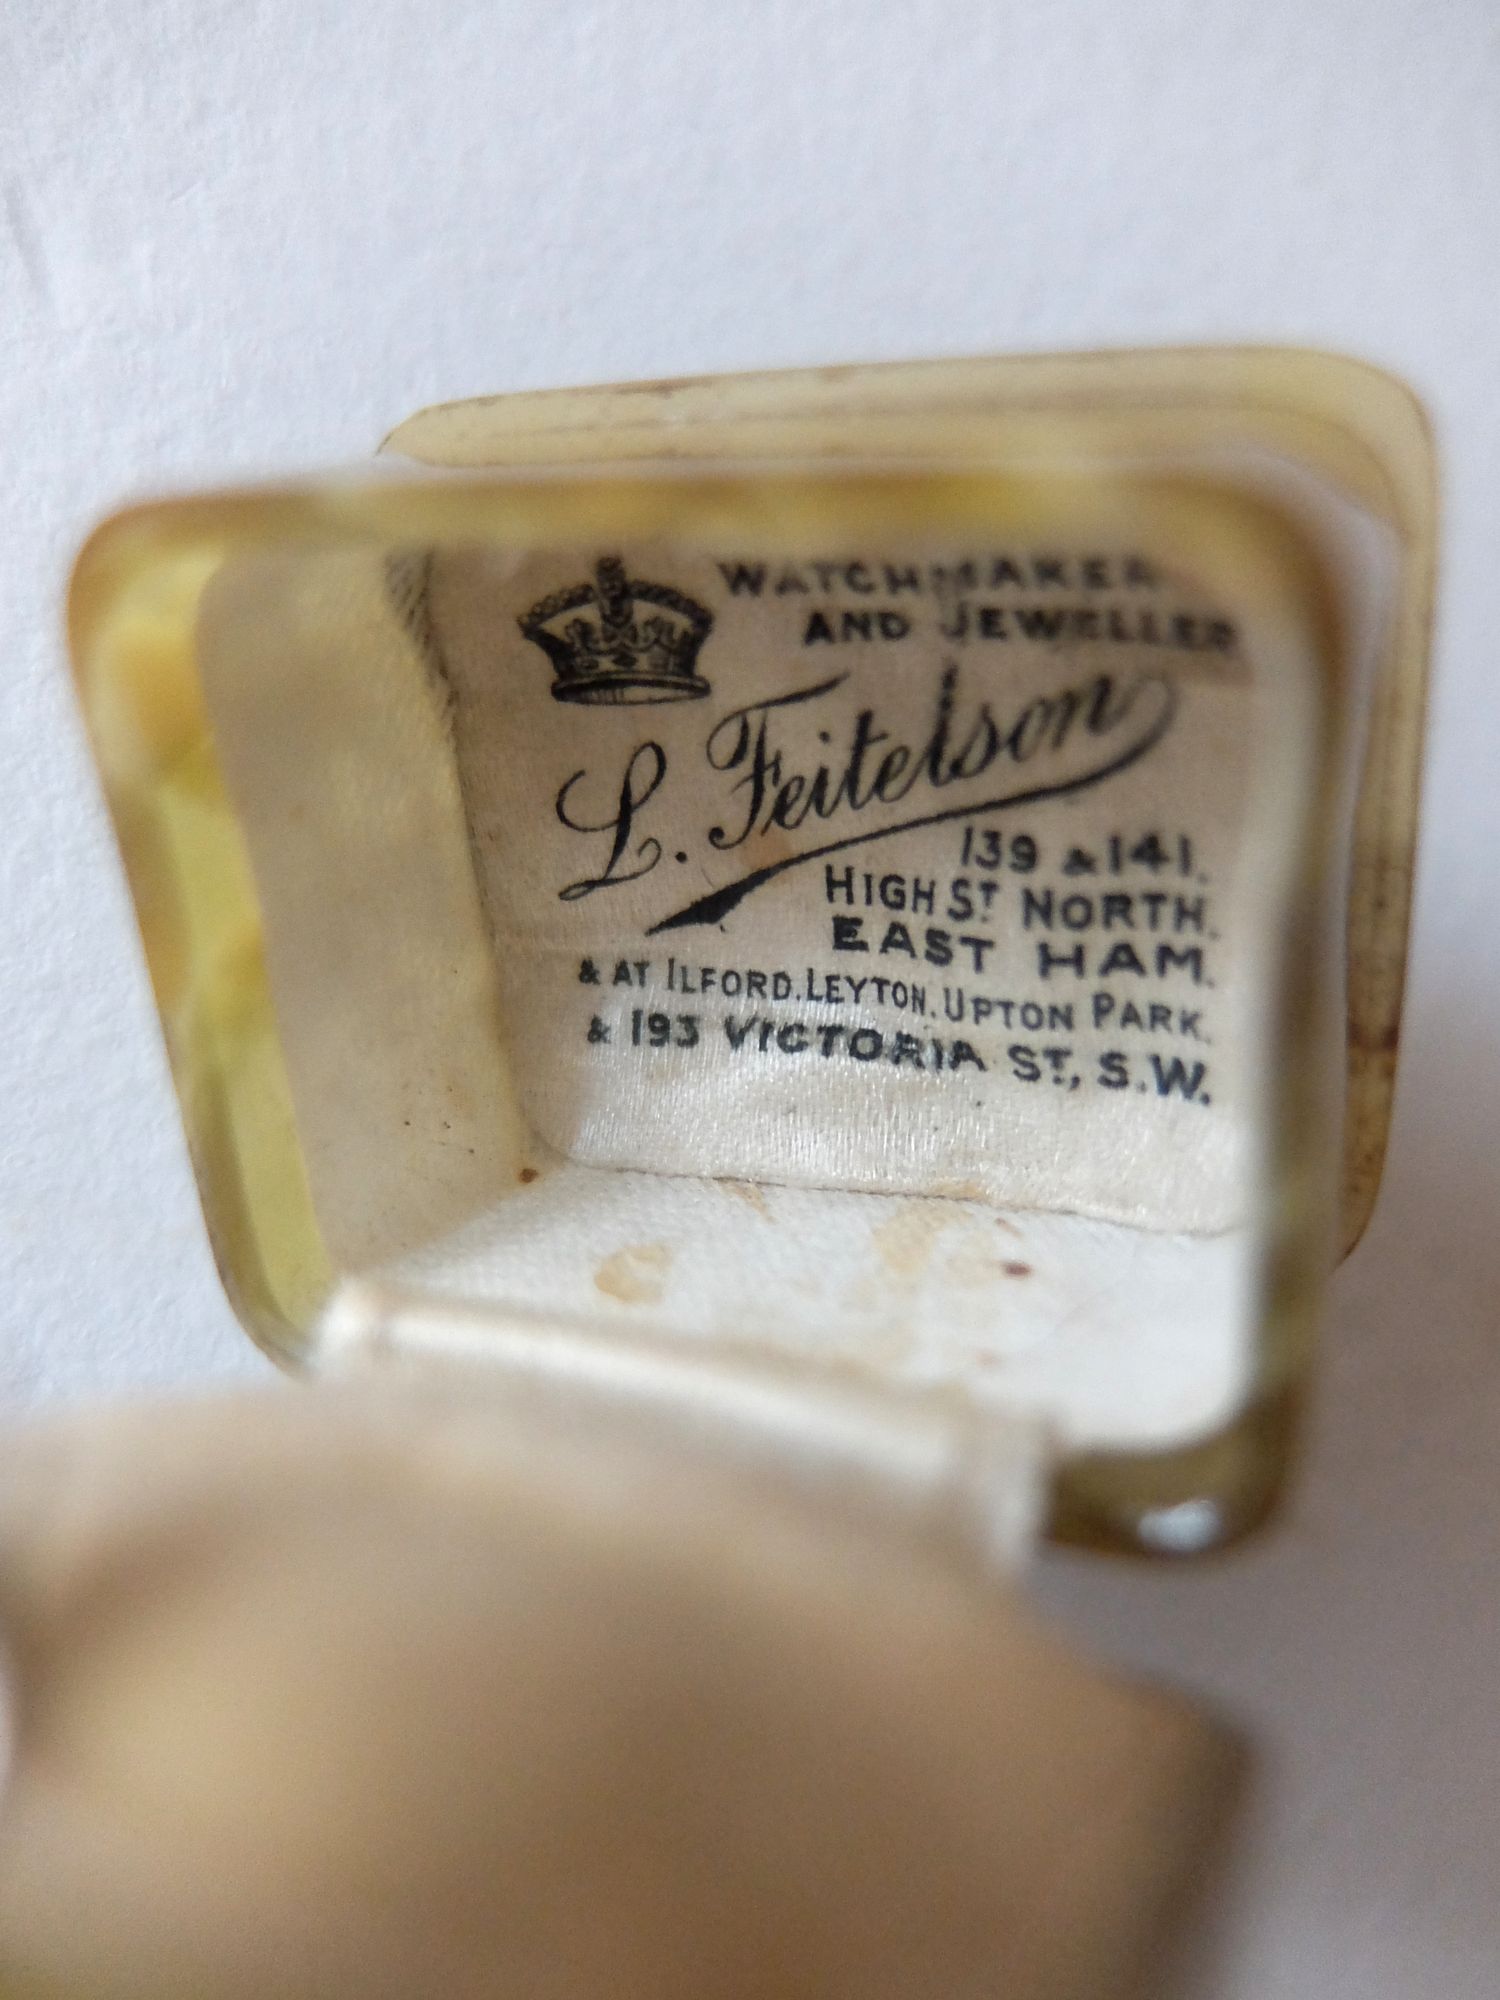 WATCHMAKER
AND JEWELLER
L. Feitelson
139 & 141.
HIGH ST NORTH.
EAST HAM.
& AT ILFORD. LEYTON. UPTON PARK.
& 193 VICTORIA ST., S.W.